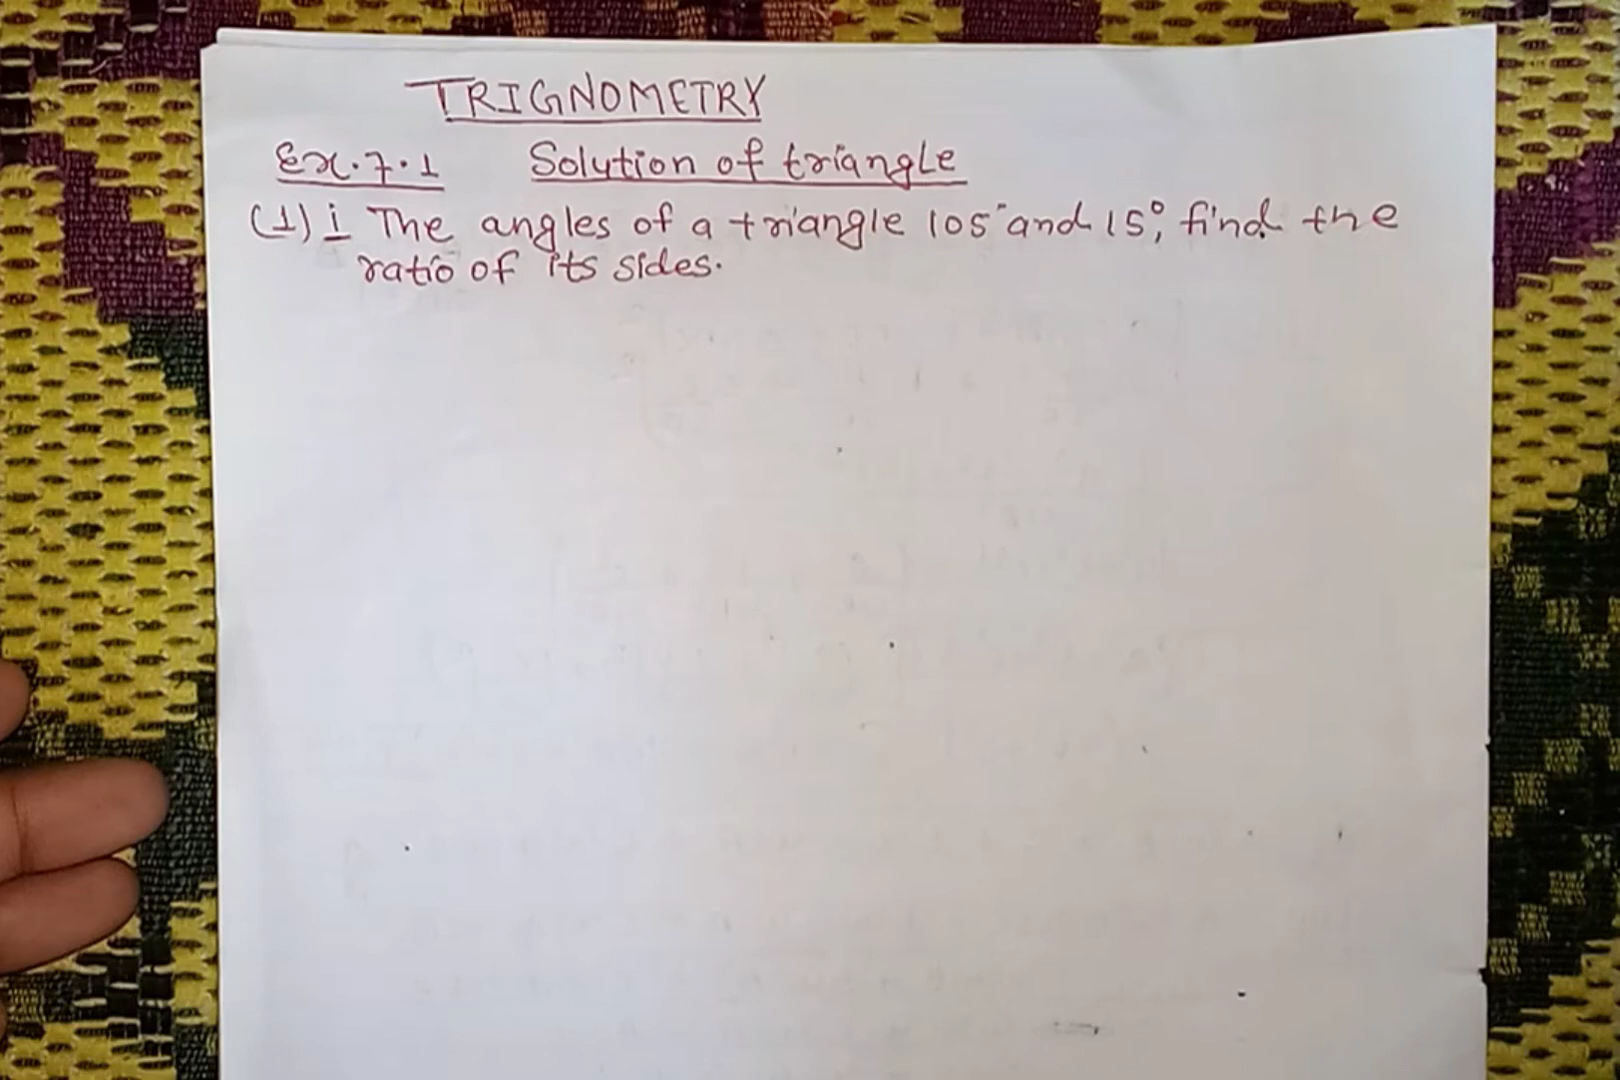 TRIGNOMETRY
Ex.7.1 Solution of triangle
(1) i The angles of a triangle 105° and 15°, find the
ratio of its sides.